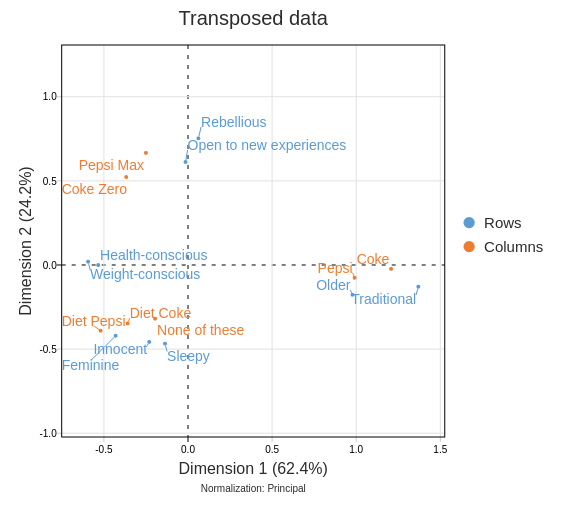 Transposed data
Dimension 2 (24.2%)
1.0
0.5
0.0
-0.5
-1.0
Rebellious
Open to new experiences
Pepsi Max
Coke Zero
Health-conscious
Weight-conscious
Coke
Pepsi
Older
Traditional
Diet Coke
Diet Pepsi
None of these
Innocent
Sleepy
Feminine
Rows
Columns
-0.5 0.0 0.5 1.0 1.5
Dimension 1 (62.4%)
Normalization: Principal